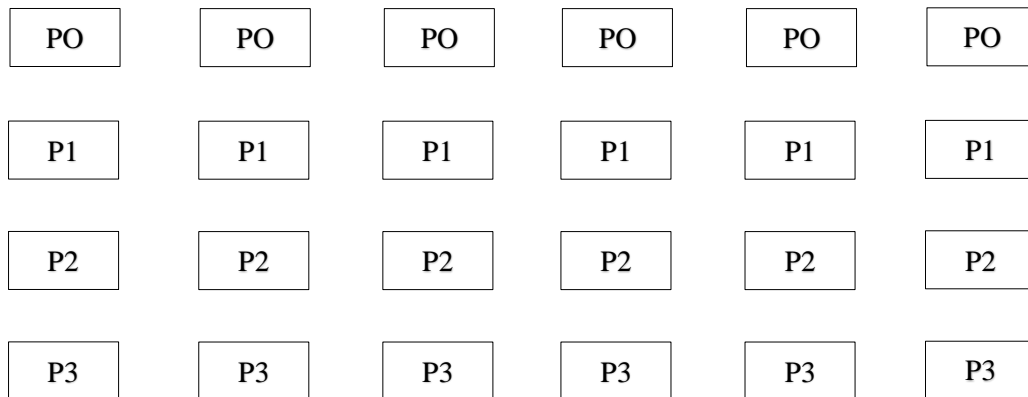 PO PO PO PO PO PO
P1 P1 P1 P1 P1 P1
P2 P2 P2 P2 P2 P2
P3 P3 P3 P3 P3 P3